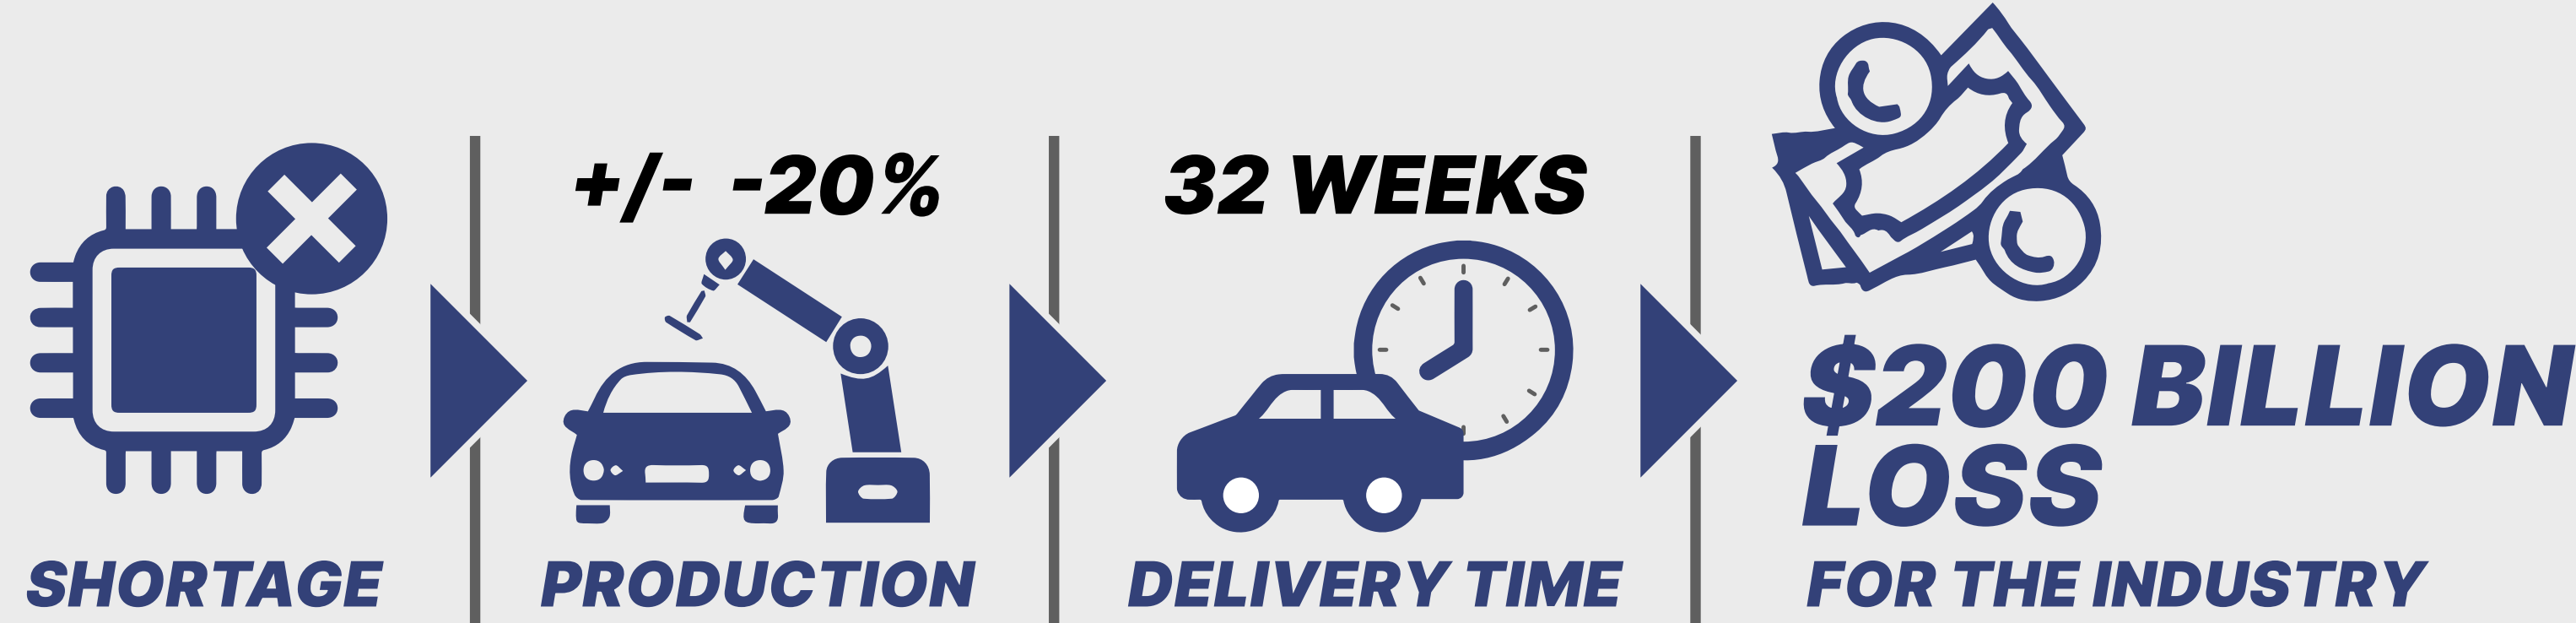 SHORTAGE
+/- -20%
PRODUCTION
32 WEEKS
DELIVERY TIME
$200 BILLION
LOSS
FOR THE INDUSTRY